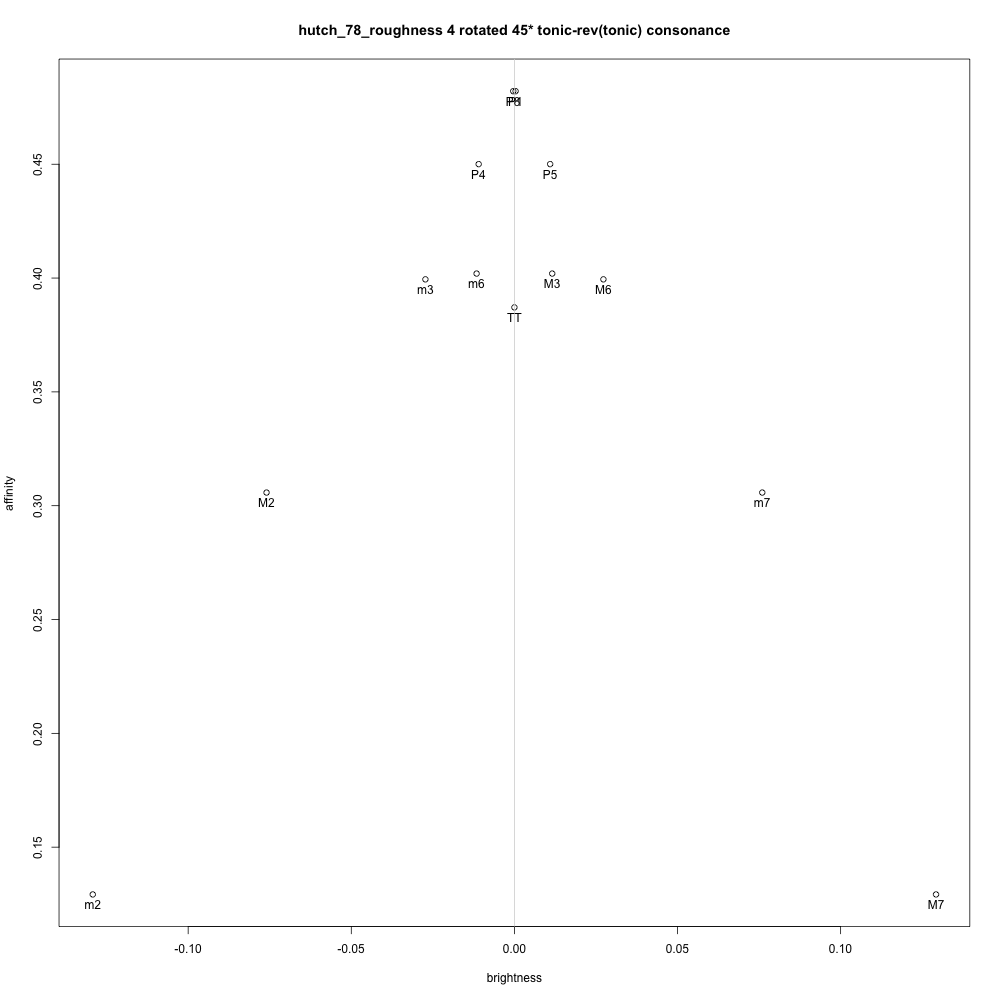 hutch_78_roughness 4 rotated 45* tonic-rev(tonic) consonance
P4
P5
m3
m6
M3
M6
TT
M2
m7
m2
M7
0.45
0.40
0.35
0.30
0.25
0.20
0.15
affinity
-0.10
-0.05
0.00
0.05
0.10
brightness